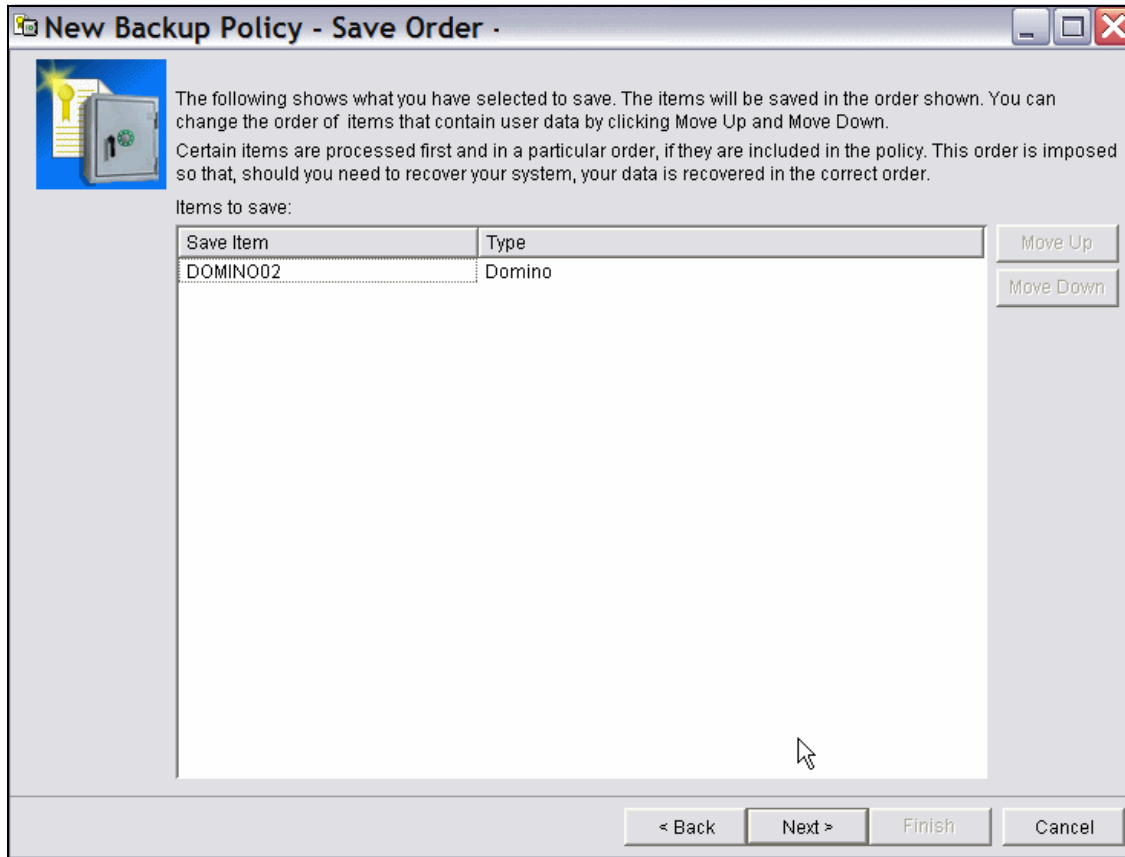 New Backup Policy - Save Order -
The following shows what you have selected to save. The items will be saved in the order shown. You can
change the order of items that contain user data by clicking Move Up and Move Down.
Certain items are processed first and in a particular order, if they are included in the policy. This order is imposed
so that, should you need to recover your system, your data is recovered in the correct order.
Items to save:
Save Item Type Move Up
DOMINO02 Domino
Move Down
< Back Next > Finish Cancel